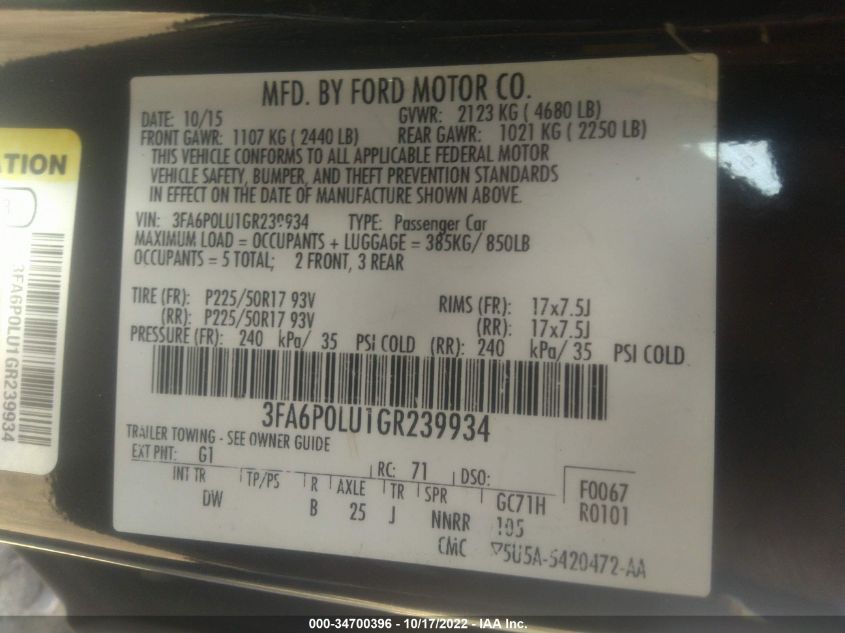 MFD. BY FORD MOTOR CO.
DATE: 10/15 GVWR: 2123 KG ( 4680 LB)
FRONT GAWR: 1107 KG ( 2440 LB) REAR GAWR: 1021 KG ( 2250 LB)
THIS VEHICLE CONFORMS TO ALL APPLICABLE FEDERAL MOTOR
VEHICLE SAFETY, BUMPER, AND THEFT PREVENTION STANDARDS
IN EFFECT ON THE DATE OF MANUFACTURE SHOWN ABOVE.
VIN: 3FA6P0LU1GR239934 TYPE: Passenger Car
MAXIMUM LOAD = OCCUPANTS + LUGGAGE = 385KG/ 850LB
OCCUPANTS = 5 TOTAL; 2 FRONT, 3 REAR
TIRE (FR): P225/50R17 93V RIMS (FR): 17x7.5J
(RR): P225/50R17 93V (RR): 17x7.5J
PRESSURE (FR): 240 kPa/ 35 PSI COLD (RR): 240 kPa/ 35 PSI COLD
3FA6P0LU1GR239934
TRAILER TOWING - SEE OWNER GUIDE
EXT PNT: G1 RC: 71 DSO: F0067
INT TR TP/PS R AXLE TR SPR GC71H R0101
DW B 25 J NNRR 105
CMC 5U5A-5420472-AA
ATION
3FA6P0LU1GR239934
000-34700396 - 10/17/2022 - IAA Inc.